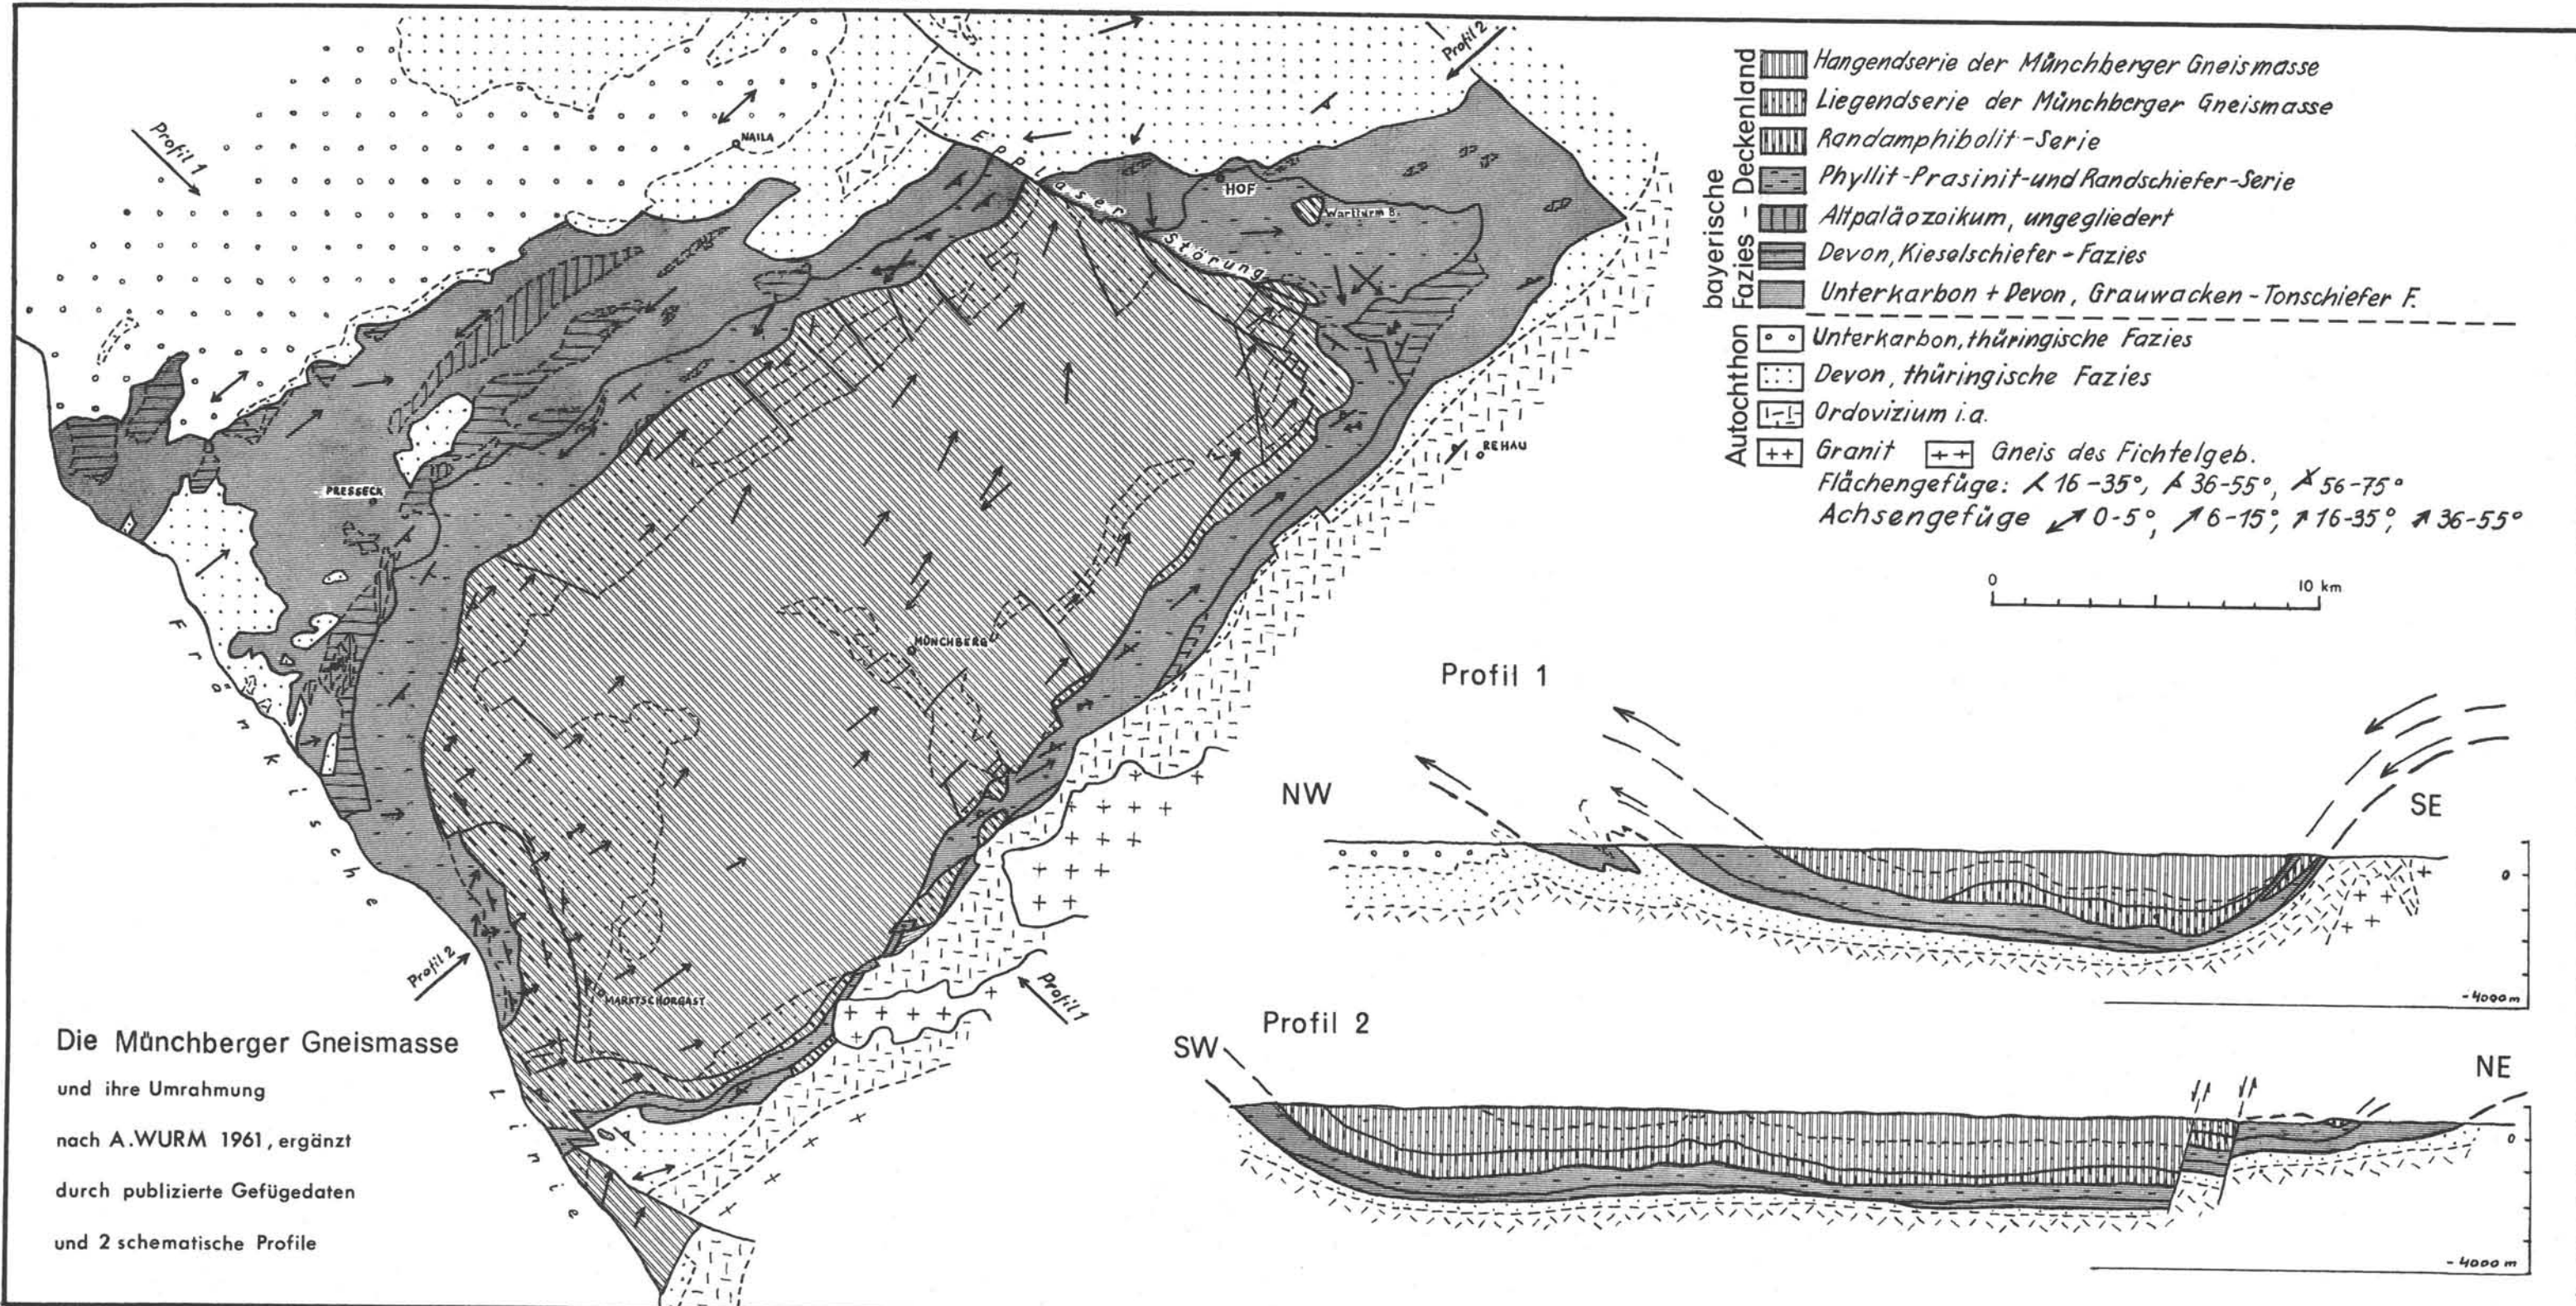 Profil 1
NAILA
Profil 2
Epplaser Störung
HOF
Wartturm B.
PRESSECK
REHAU
Fränkische Linie
MÜNCHBERG
Profil 2
MARKTSCHORGAST
Profil 1
Die Münchberger Gneismasse
und ihre Umrahmung
nach A.WURM 1961, ergänzt
durch publizierte Gefügedaten
und 2 schematische Profile
bayerische
Fazies - Deckenland
Hangendserie der Münchberger Gneismasse
Liegendserie der Münchberger Gneismasse
Randamphibolit-Serie
Phyllit-Prasinit-und Randschiefer-Serie
Altpaläozoikum, ungegliedert
Devon, Kieselschiefer-Fazies
Unterkarbon + Devon, Grauwacken-Tonschiefer F.
Autochthon
Unterkarbon, thüringische Fazies
Devon, thüringische Fazies
Ordovizium i.a.
Granit Gneis des Fichtelgeb.
Flächengefüge: 16-35°, 36-55°, 56-75°
Achsengefüge 0-5°, 6-15°, 16-35°, 36-55°
0 10 km
Profil 1
NW
SE
0
-4000 m
Profil 2
SW
NE
0
-4000 m